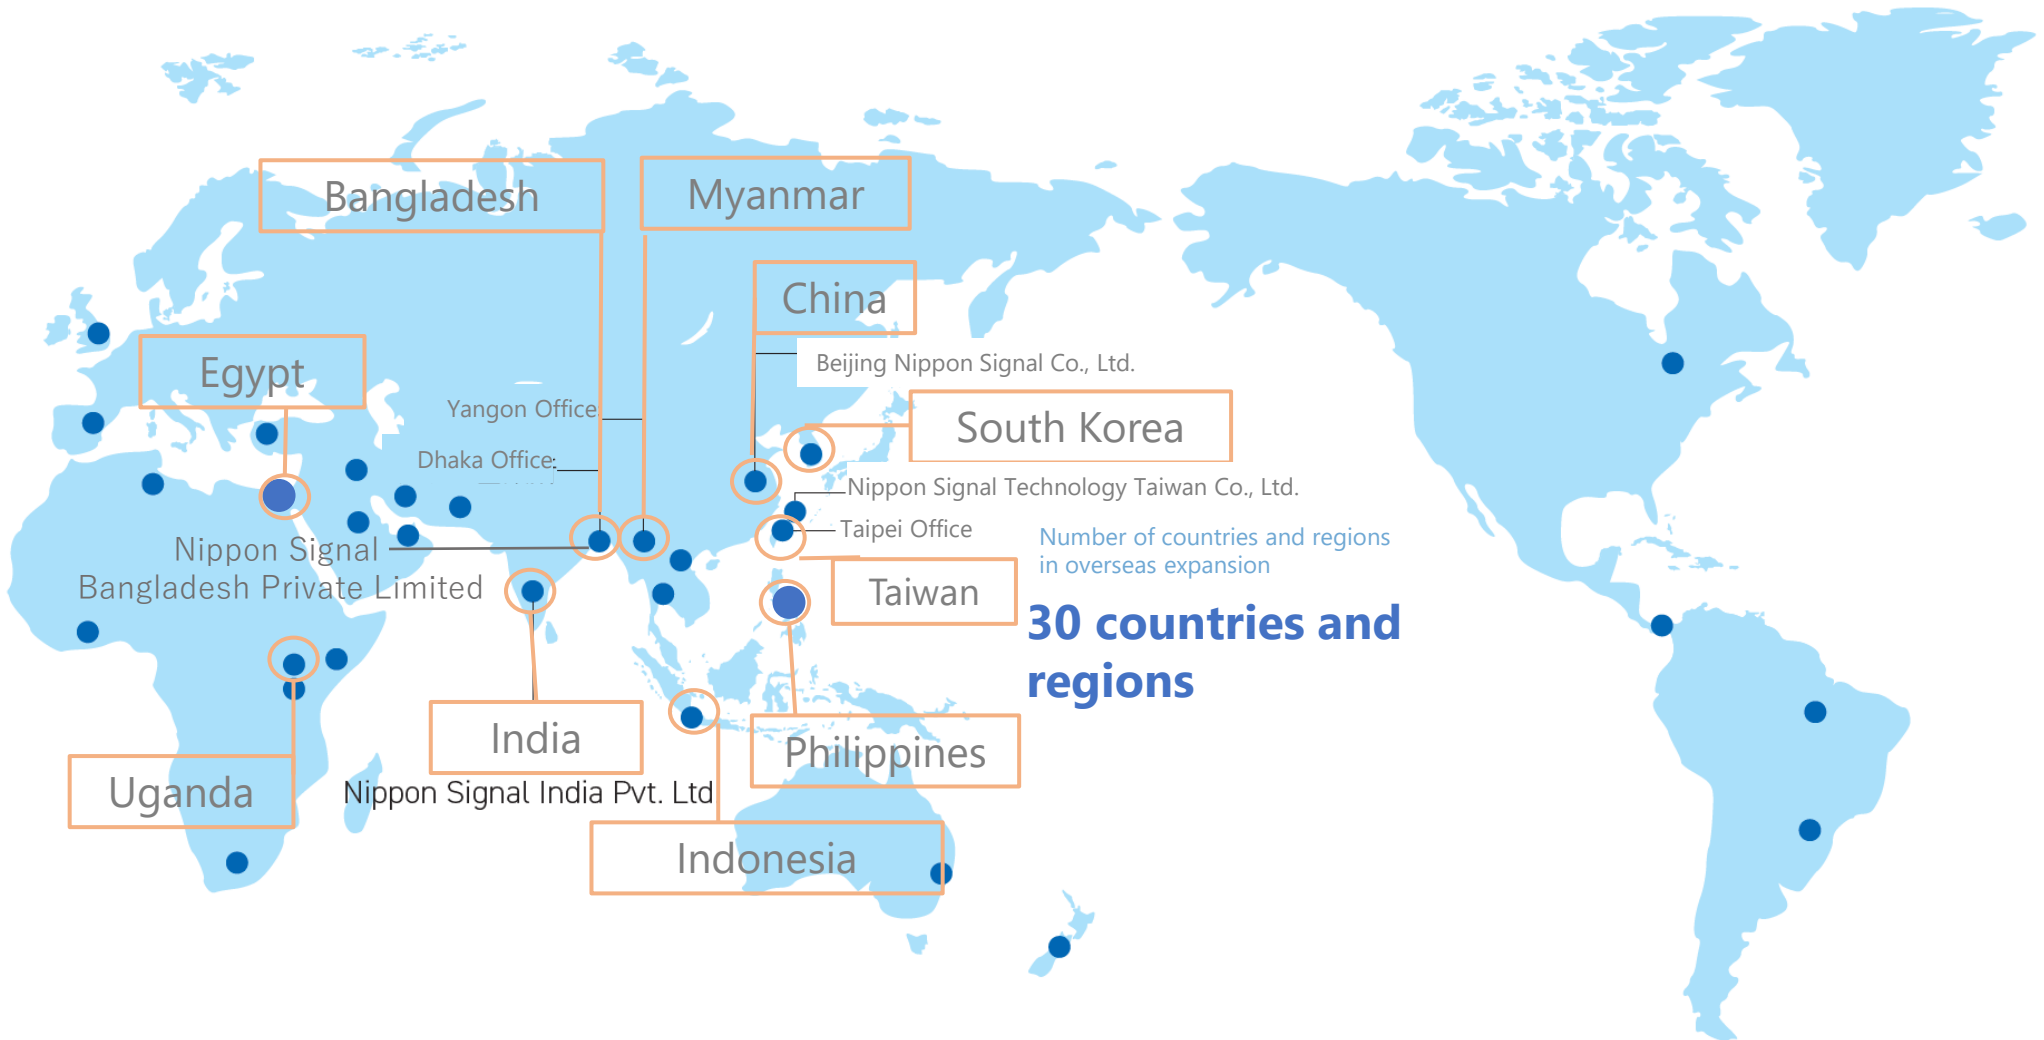 Bangladesh
Myanmar
China
Beijing Nippon Signal Co., Ltd.
Egypt
Yangon Office
South Korea
Dhaka Office
Nippon Signal Technology Taiwan Co., Ltd.
Taipei Office
Number of countries and regions
in overseas expansion
Nippon Signal
Bangladesh Private Limited
Taiwan
30 countries and
regions
India
Philippines
Uganda
Nippon Signal India Pvt. Ltd
Indonesia